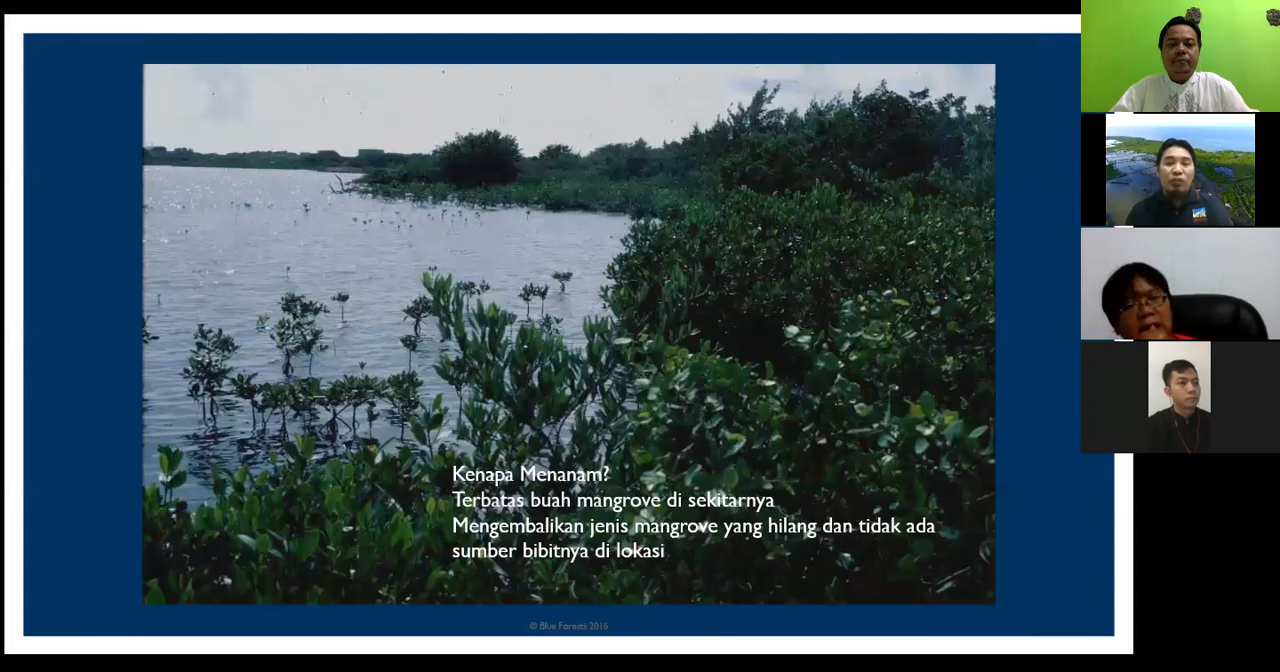 Kenapa Menanam?
Terbatas buah mangrove di sekitarnya
Mengembalikan jenis mangrove yang hilang dan tidak ada
sumber bibitnya di lokasi
© Blue Forests 2016